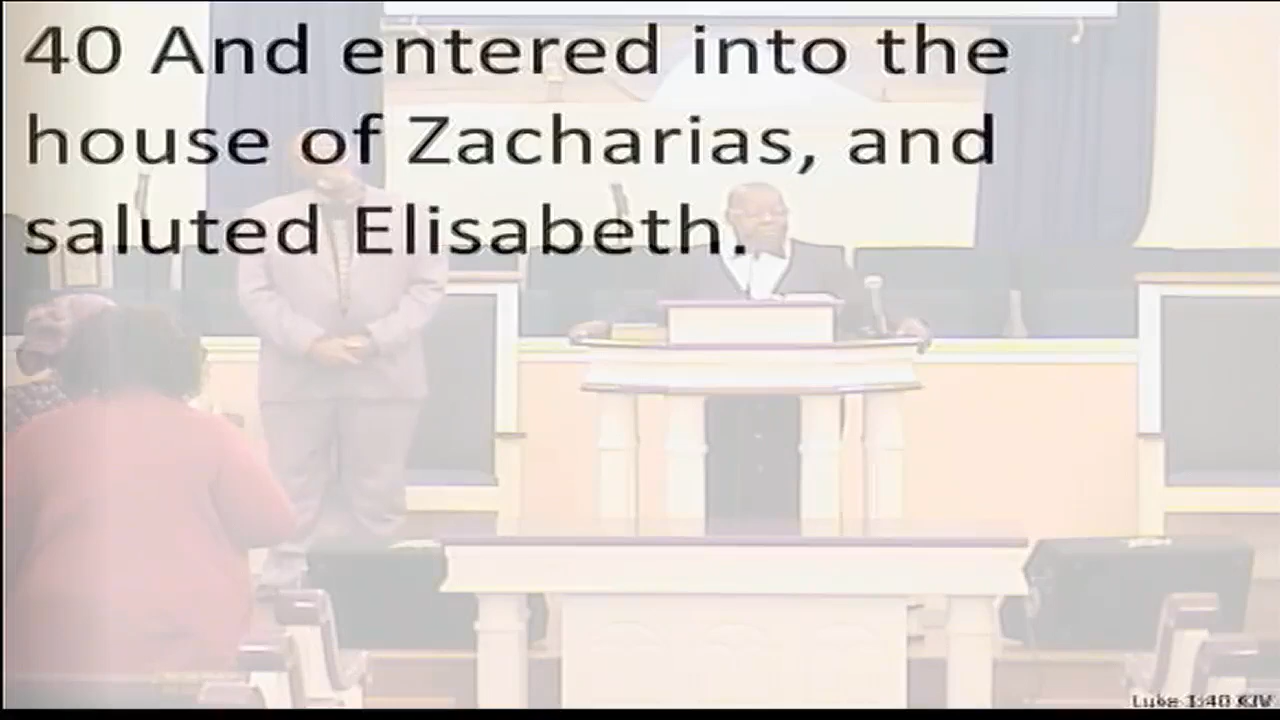 40 And entered into the
house of Zacharias, and
saluted Elisabeth.
Luke 1:40 KJV